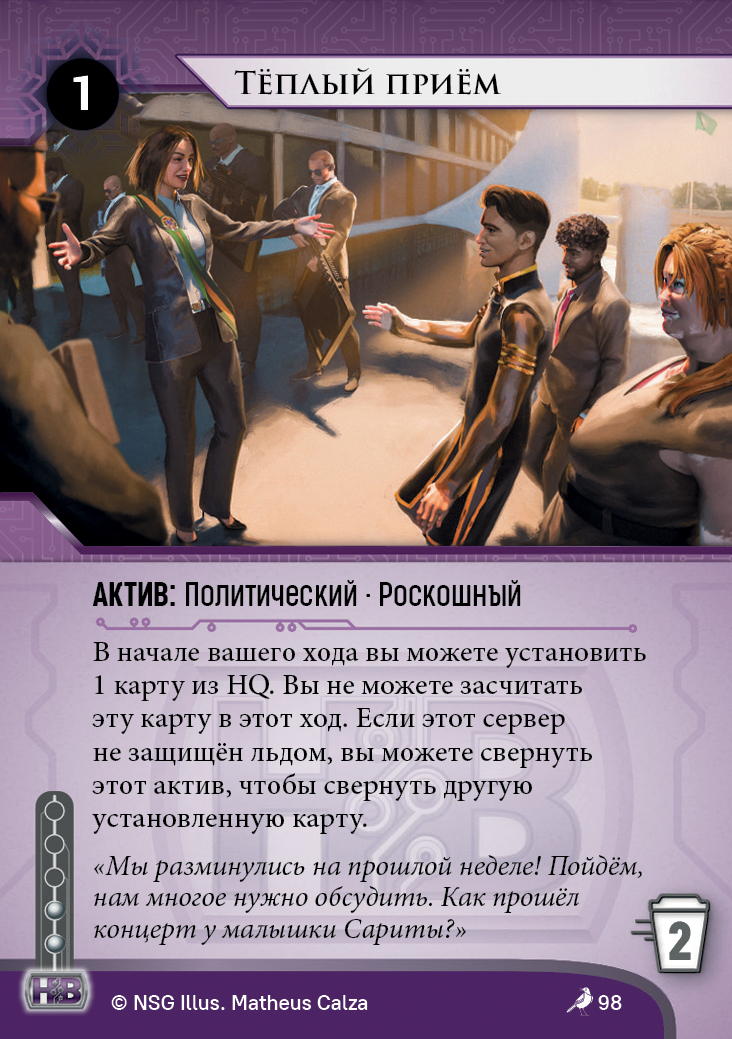 1
Тёплый приём
АКТИВ: Политический · Роскошный
В начале вашего хода вы можете установить
1 карту из HQ. Вы не можете засчитать
эту карту в этот ход. Если этот сервер
не защищён льдом, вы можете свернуть
этот актив, чтобы свернуть другую
установленную карту.
«Мы разминулись на прошлой неделе! Пойдём,
нам многое нужно обсудить. Как прошёл
концерт у малышки Сариты?»
2
HB
© NSG Illus. Matheus Calza
98